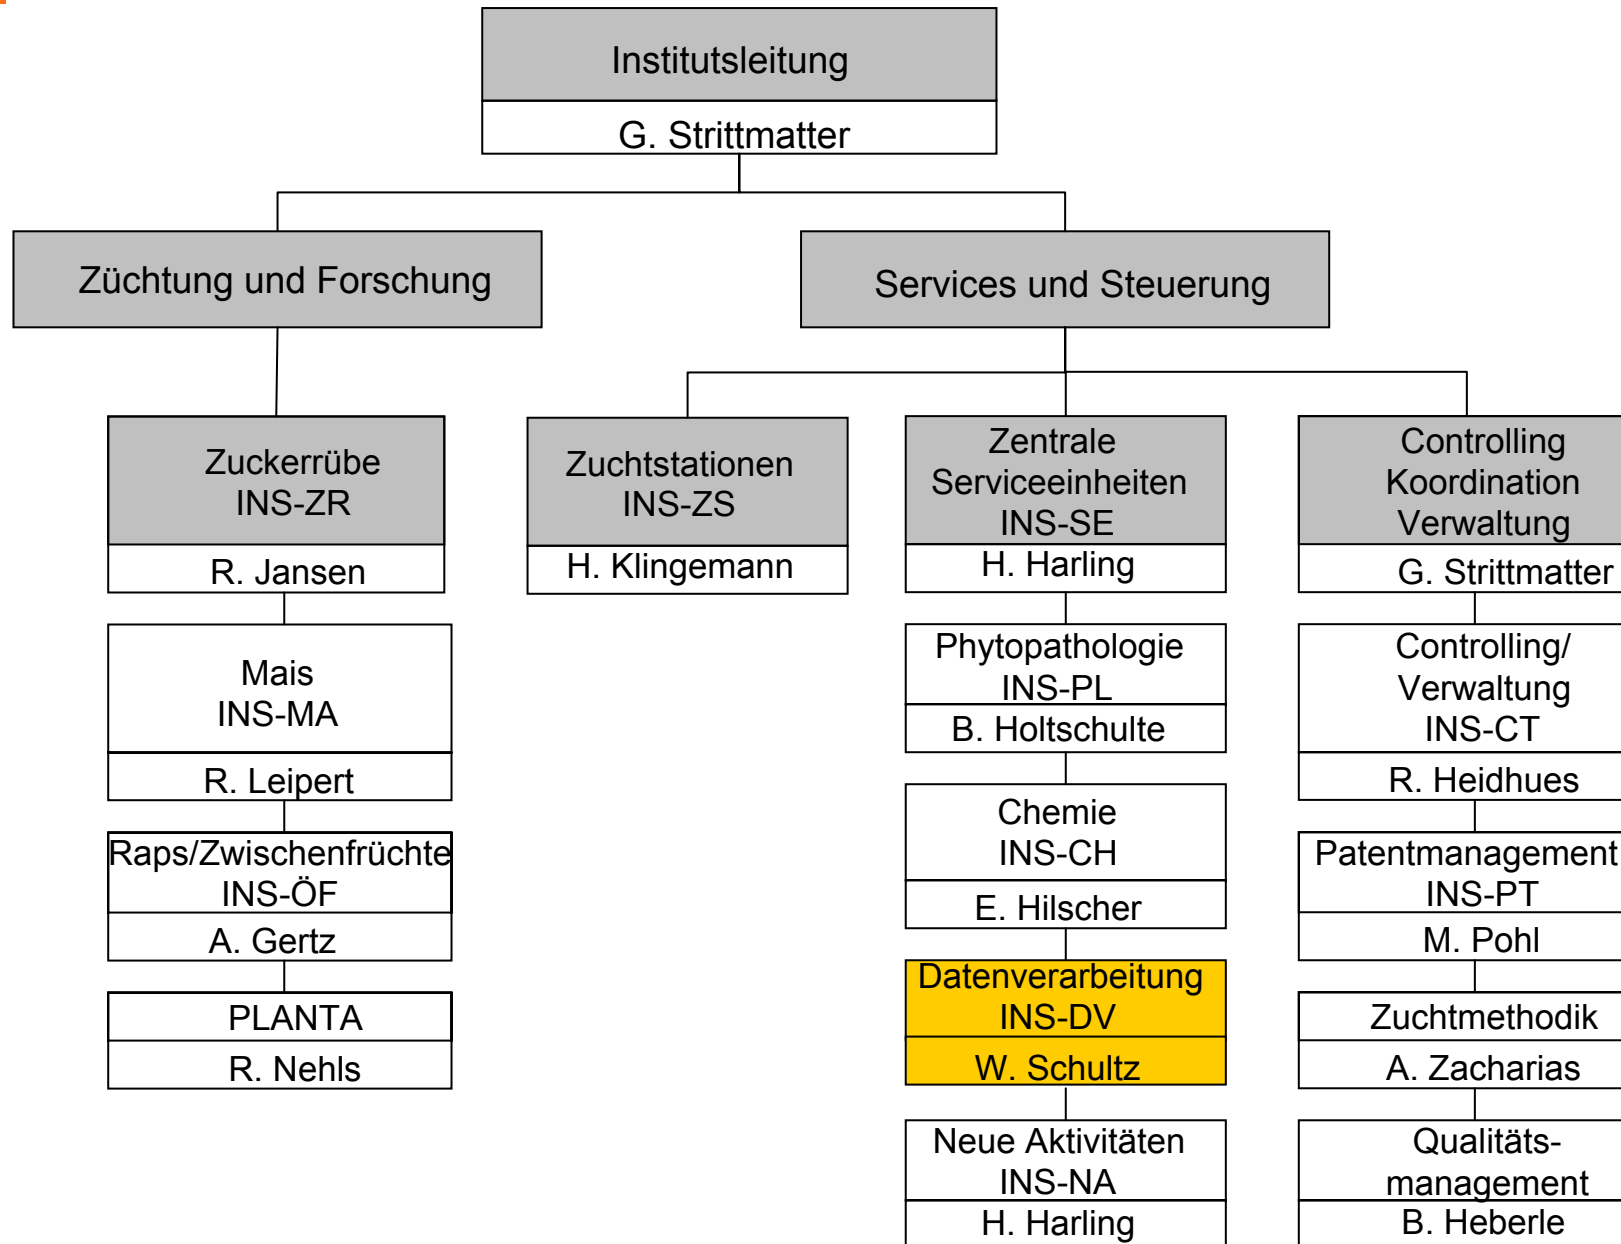 Institutsleitung
G. Strittmatter
Züchtung und Forschung
Services und Steuerung
Zuckerrübe
INS-ZR
R. Jansen
Mais
INS-MA
R. Leipert
Raps/Zwischenfrüchte
INS-ÖF
A. Gertz
PLANTA
R. Nehls
Zuchtstationen
INS-ZS
H. Klingemann
Zentrale
Serviceeinheiten
INS-SE
H. Harling
Phytopathologie
INS-PL
B. Holtschulte
Chemie
INS-CH
E. Hilscher
Datenverarbeitung
INS-DV
W. Schultz
Neue Aktivitäten
INS-NA
H. Harling
Controlling
Koordination
Verwaltung
G. Strittmatter
Controlling/
Verwaltung
INS-CT
R. Heidhues
Patentmanagement
INS-PT
M. Pohl
Zuchtmethodik
A. Zacharias
Qualitäts-
management
B. Heberle